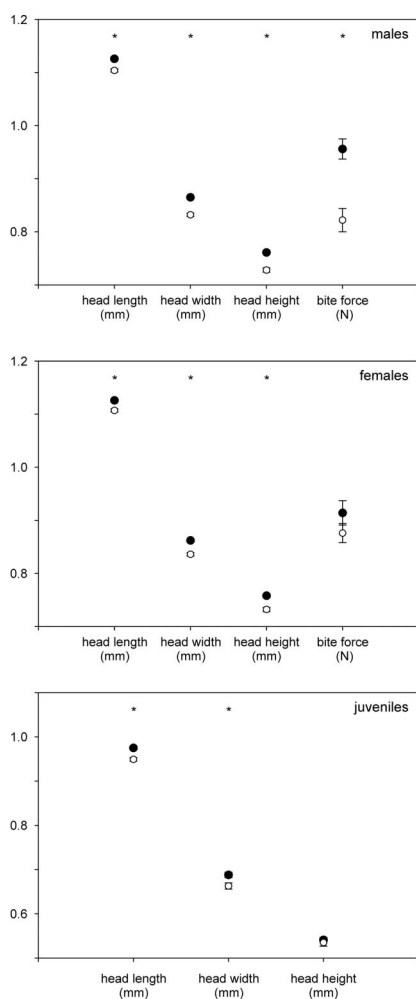 1.2
* * * *
males
1.0
0.8
head length head width head height bite force
(mm) (mm) (mm) (N)
1.2
* * *
females
1.0
0.8
head length head width head height bite force
(mm) (mm) (mm) (N)
* *
juveniles
1.0
0.8
0.6
head length head width head height
(mm) (mm) (mm)